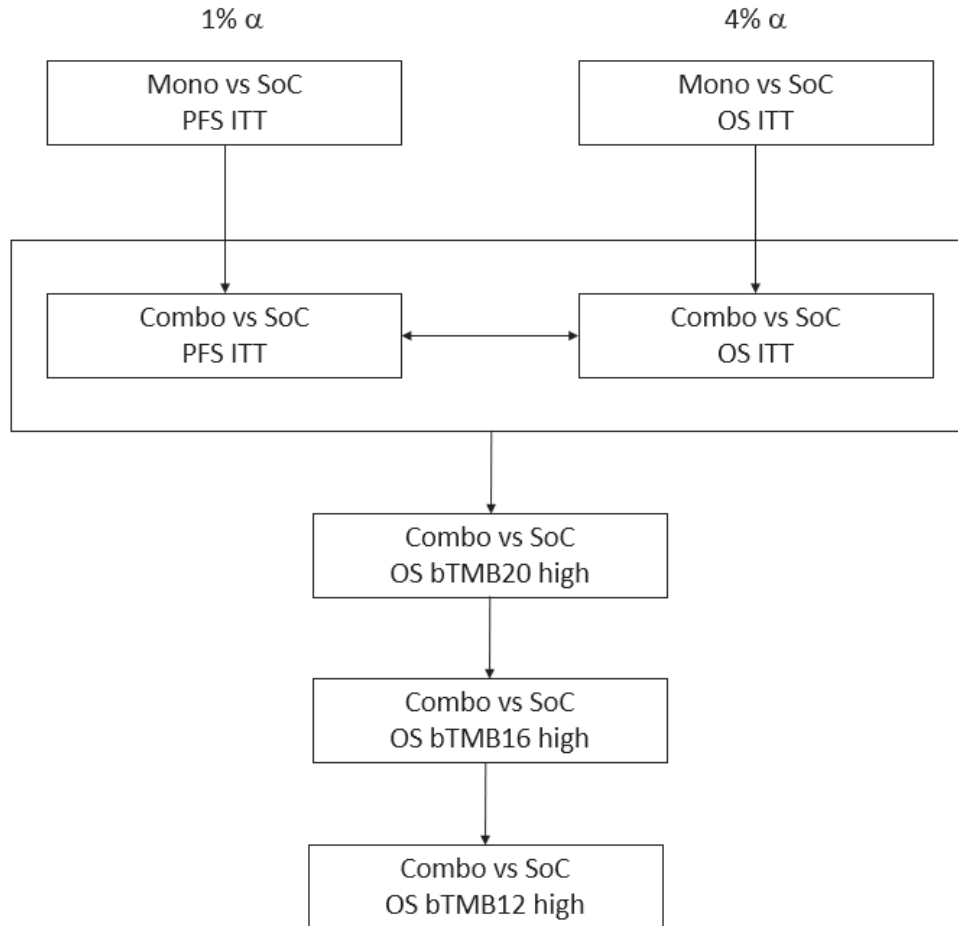 1% α
4% α
Mono vs SoC
PFS ITT
Mono vs SoC
OS ITT
Combo vs SoC
PFS ITT
Combo vs SoC
OS ITT
Combo vs SoC
OS bTMB20 high
Combo vs SoC
OS bTMB16 high
Combo vs SoC
OS bTMB12 high